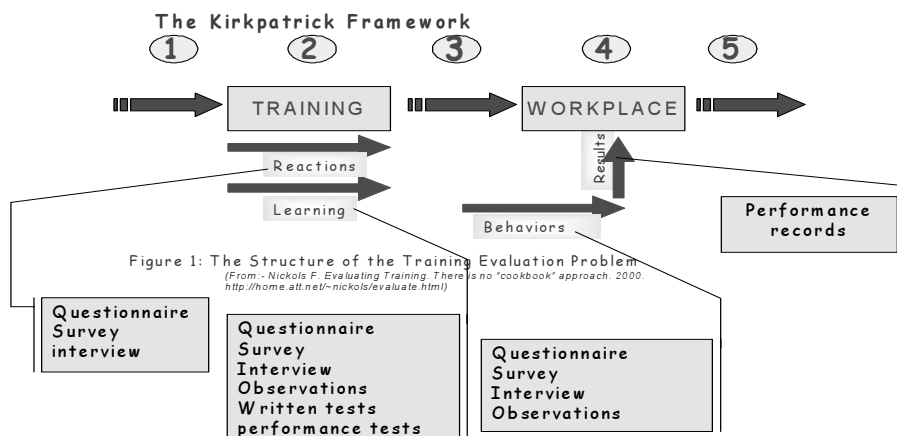 The Kirkpatrick Framework
1 2 3 4 5
TRAINING
WORKPLACE
Reactions
Results
Learning
Behaviors
Performance
records
Figure 1: The Structure of the Training Evaluation Problem
(From:- Nickols F. Evaluating Training. There is no "cookbook" approach. 2000.
http://home.att.net/~nickols/evaluate.html)
Questionnaire
Survey
interview
Questionnaire
Survey
Interview
Observations
Written tests
performance tests
Questionnaire
Survey
Interview
Observations